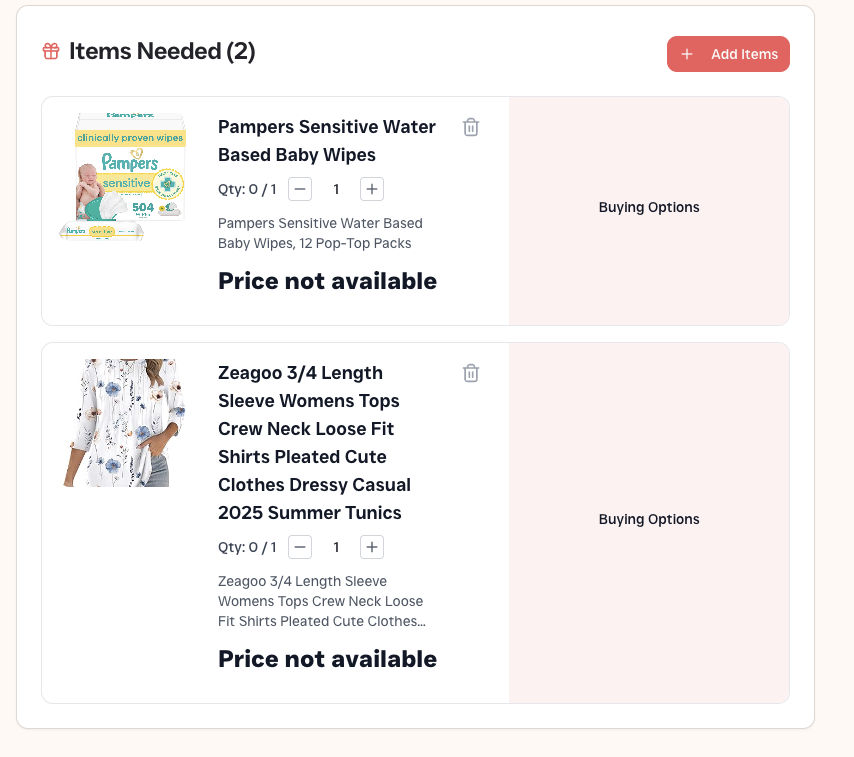 Items Needed (2)
+ Add Items
Pampers
clinically proven wipes
Pampers
sensitive
504
Pampers sensitive
Pampers Sensitive Water
Based Baby Wipes
Qty: 0 / 1 − 1 +
Pampers Sensitive Water Based
Baby Wipes, 12 Pop-Top Packs
Price not available
Buying Options
Zeagoo 3/4 Length
Sleeve Womens Tops
Crew Neck Loose Fit
Shirts Pleated Cute
Clothes Dressy Casual
2025 Summer Tunics
Qty: 0 / 1 − 1 +
Zeagoo 3/4 Length Sleeve
Womens Tops Crew Neck Loose
Fit Shirts Pleated Cute Clothes...
Price not available
Buying Options